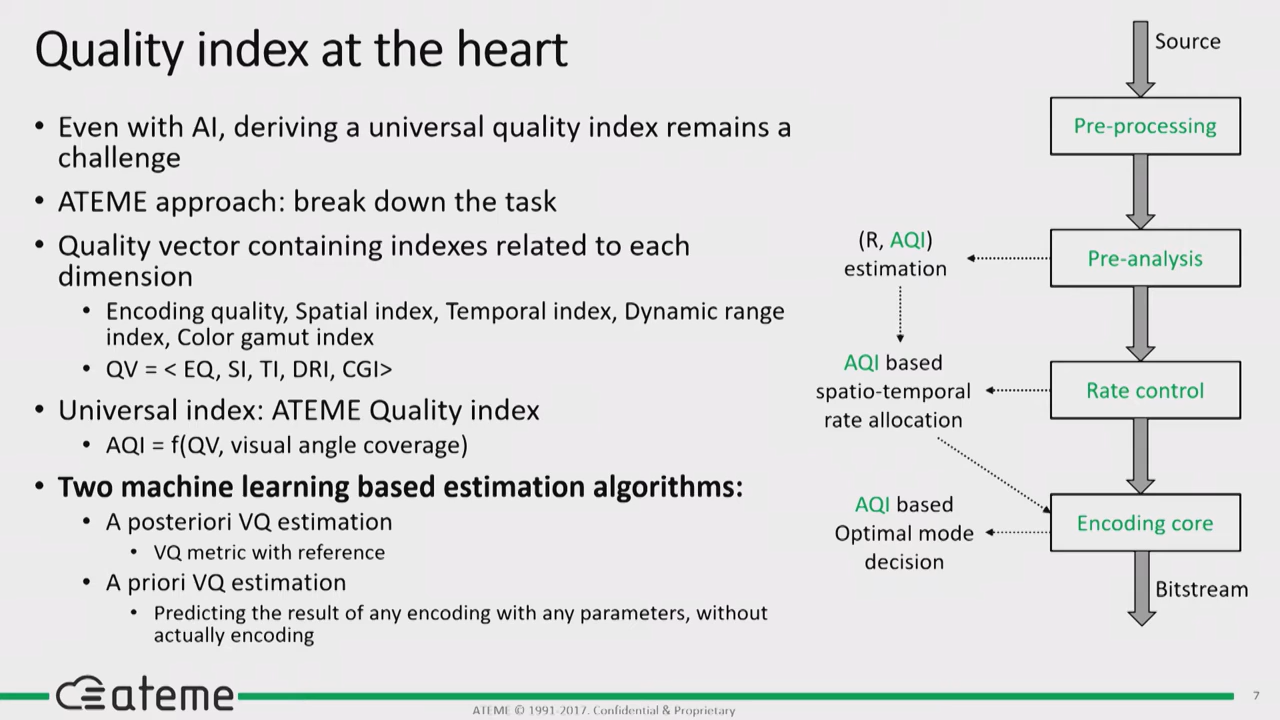 Quality index at the heart
• Even with AI, deriving a universal quality index remains a
challenge
• ATEME approach: break down the task
• Quality vector containing indexes related to each
dimension
• Encoding quality, Spatial index, Temporal index, Dynamic range
index, Color gamut index
• QV = < EQ, SI, TI, DRI, CGI>
• Universal index: ATEME Quality index
• AQI = f(QV, visual angle coverage)
• Two machine learning based estimation algorithms:
• A posteriori VQ estimation
• VQ metric with reference
• A priori VQ estimation
• Predicting the result of any encoding with any parameters, without
actually encoding
Source
Pre-processing
(R, AQI)
estimation
Pre-analysis
AQI based
spatio-temporal
rate allocation
Rate control
AQI based
Optimal mode
decision
Encoding core
Bitstream
ateme
ATEME © 1991-2017. Confidential & Proprietary
7